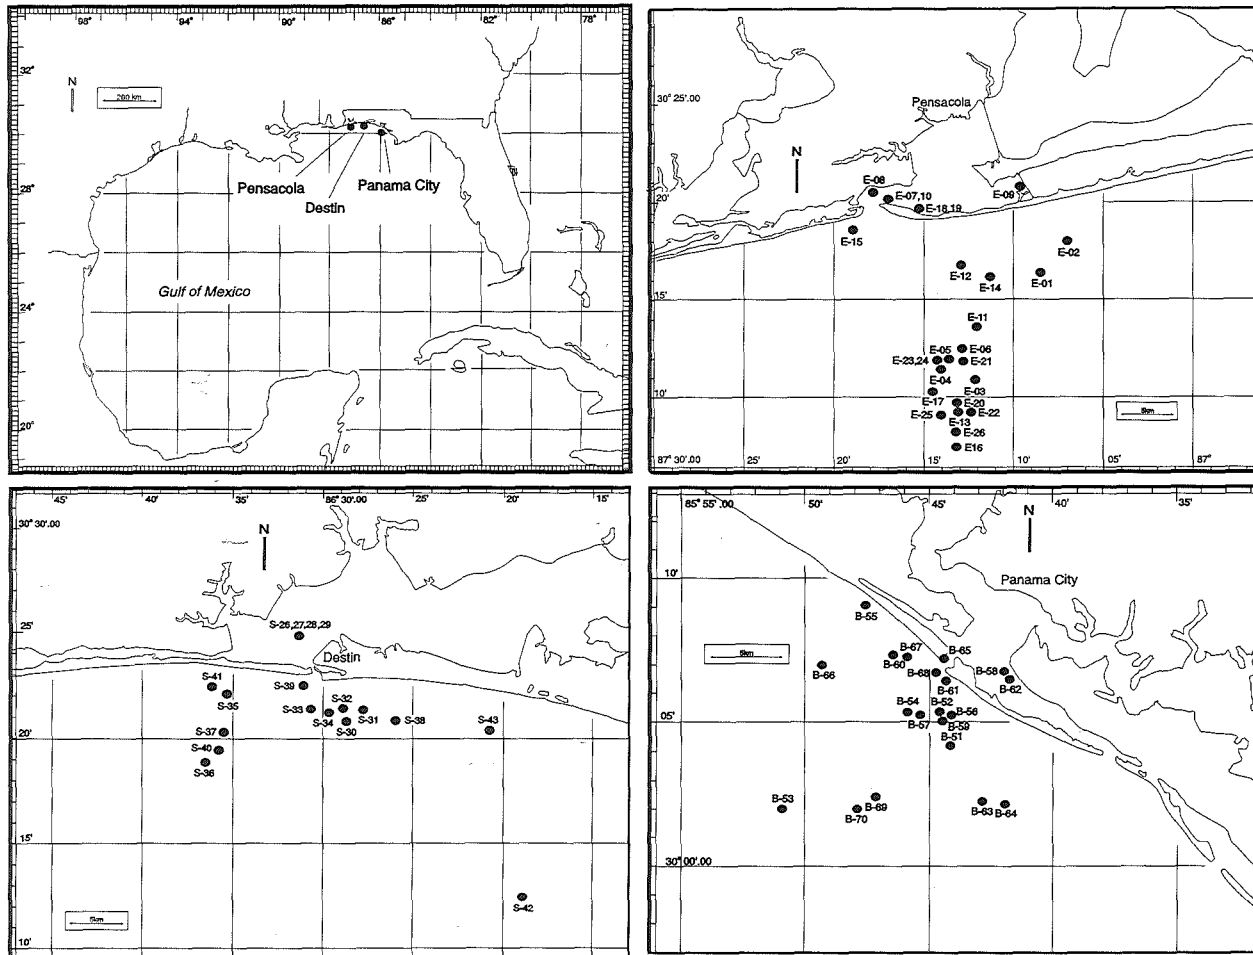 98° 94° 90° 86° 82° 78°
32°
N
200 km
28°
Pensacola
Panama City
Destin
Gulf of Mexico
24°
22°
20°
30° 25'.00
Pensacola
N
E-08
E-07,10
E-09
20'
E-18,19
E-15
E-02
E-12
E-01
E-14
15'
E-11
E-05
E-06
E-23,24
E-21
E-04
E-03
10'
E-17
E-20
5km
E-25
E-22
E-13
E-26
E16
87° 30'.00
25'
20'
15'
10'
05'
87°
45'
40'
35'
86° 30'.00
25'
20'
15'
30° 30'.00
N
S-26,27,28,29
25'
Destin
S-41
S-39
S-35
S-32
S-33
S-34
S-31
S-38
S-43
S-30
S-37
20'
S-40
S-36
15'
S-42
5km
10'
85° 55' .00
50'
45'
40'
35'
N
10'
Panama City
B-55
B-67
B-65
5km
B-60
B-66
B-68
B-58
B-61
B-62
B-54
B-52
B-56
05'
B-57
B-59
B-51
B-53
B-69
B-70
B-63
B-64
30° 00'.00